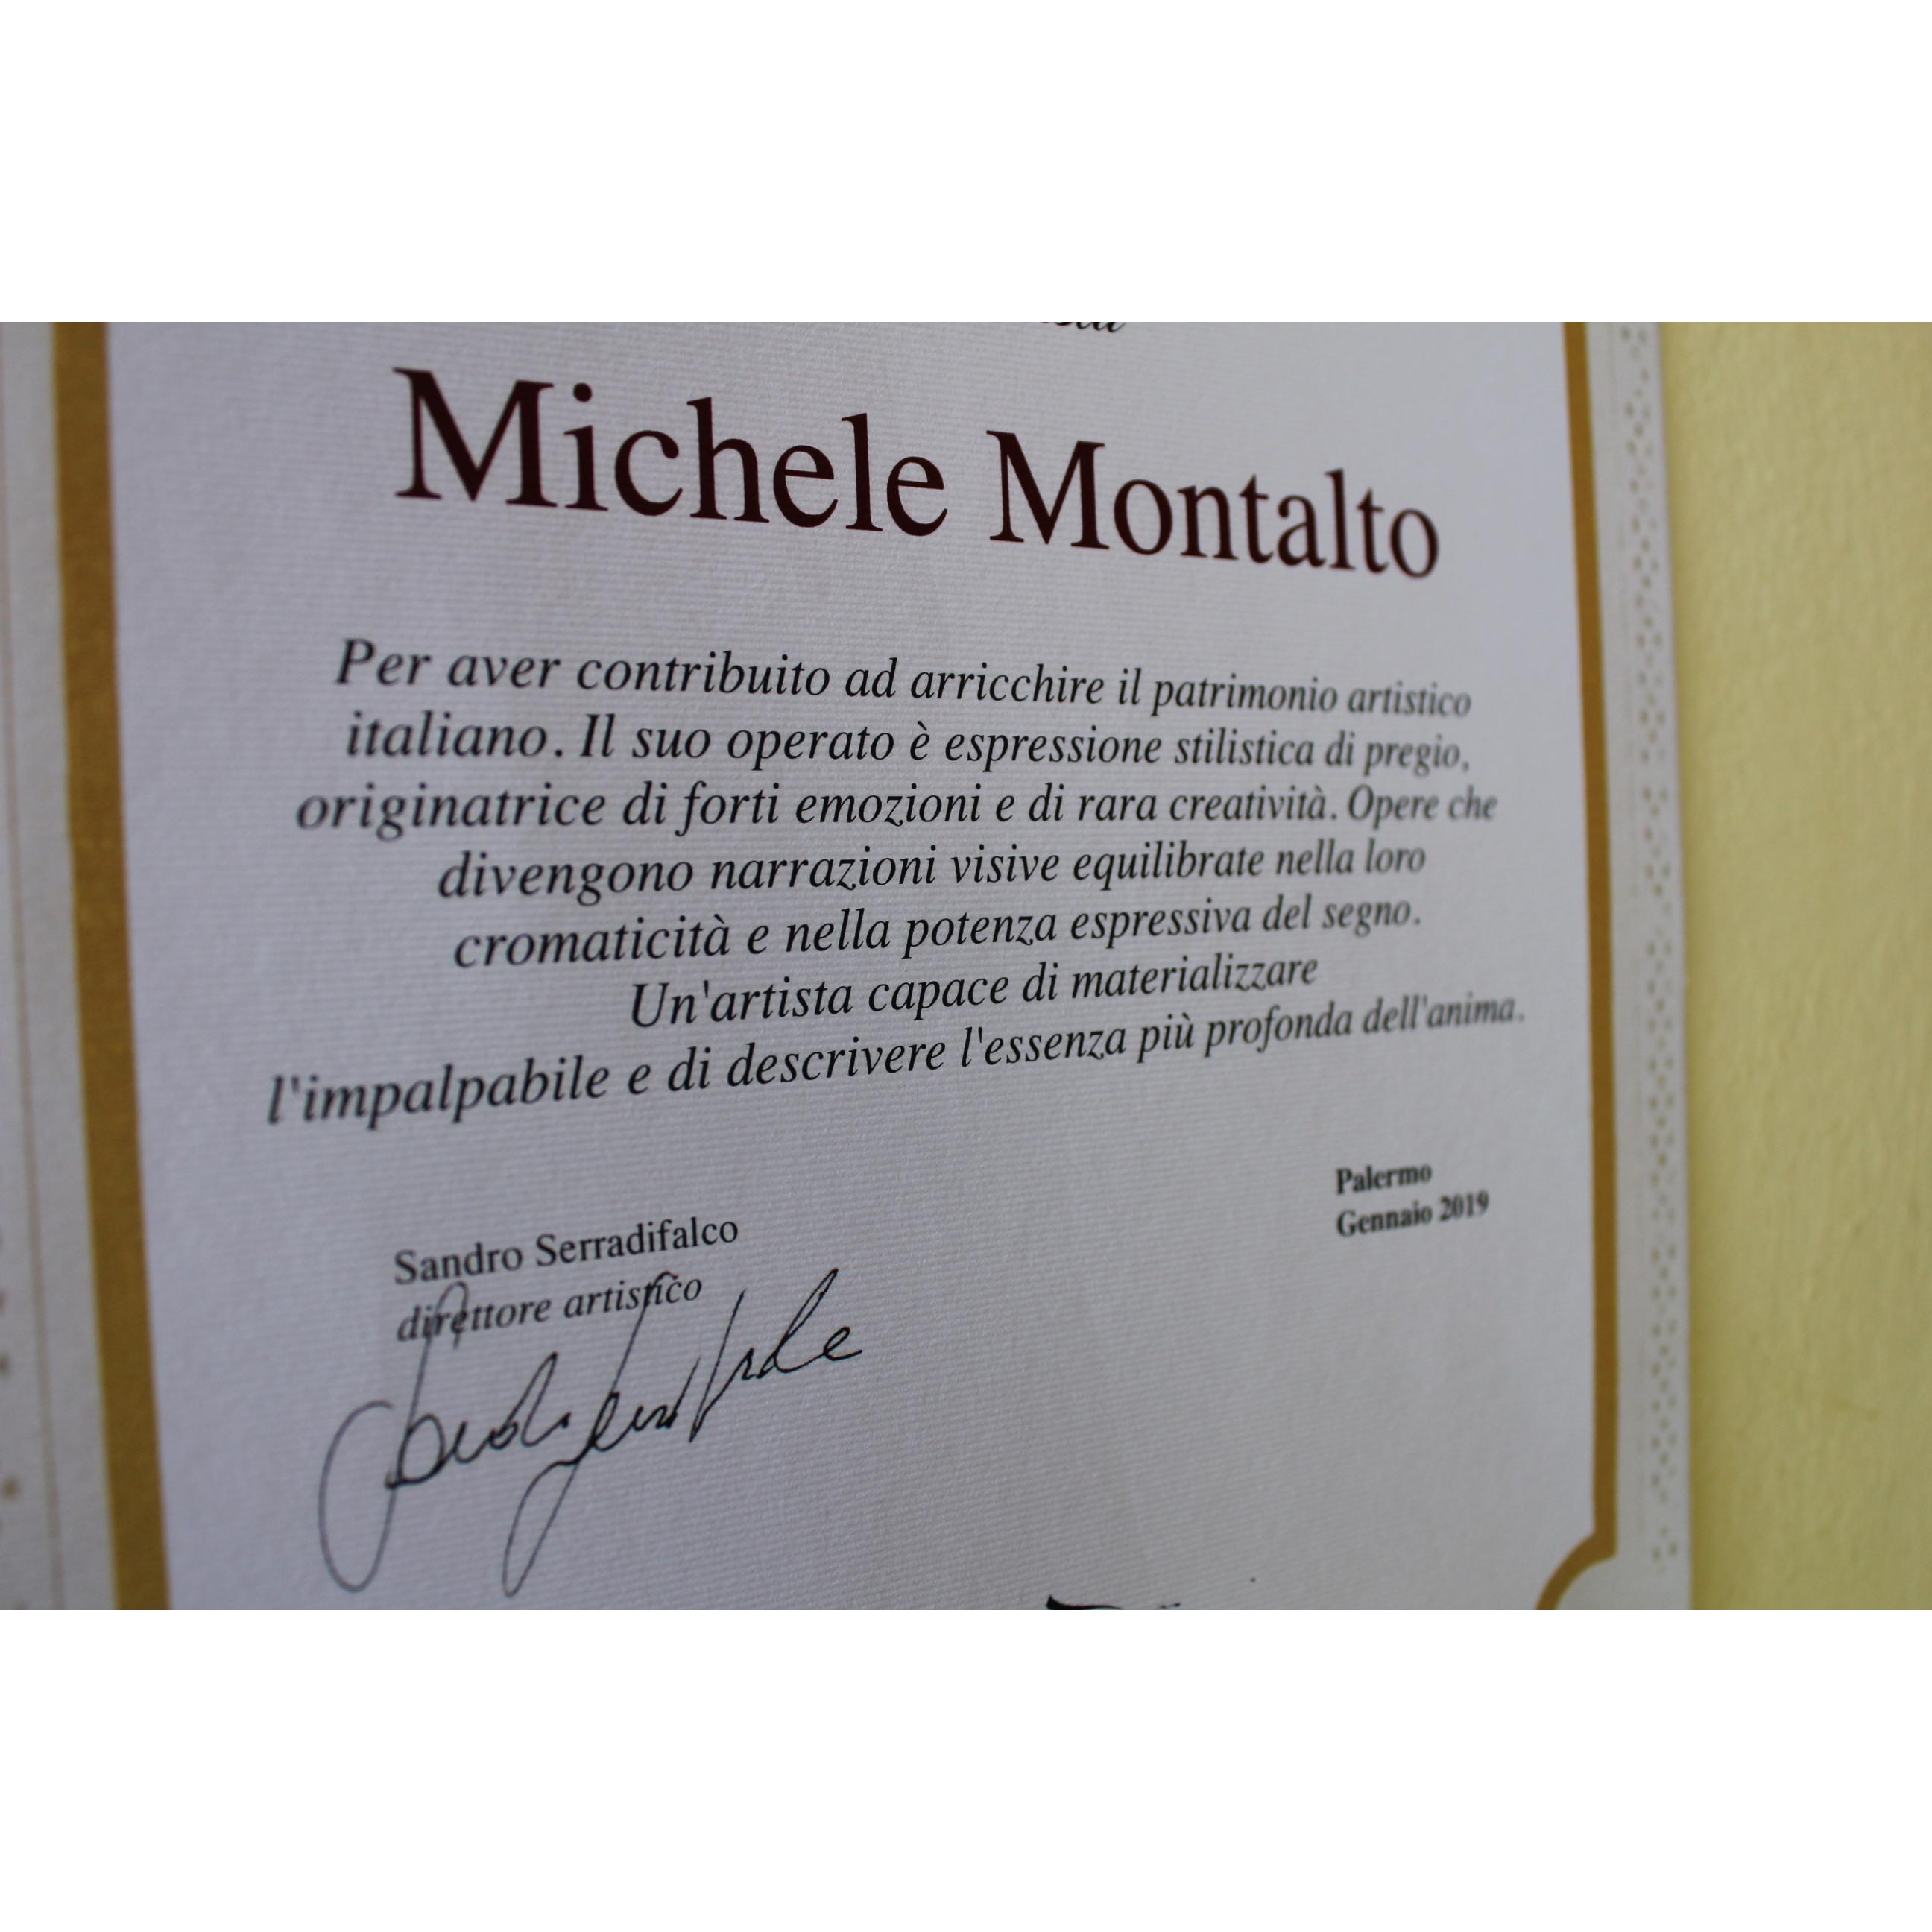 Michele Montalto
Per aver contribuito ad arricchire il patrimonio artistico
italiano. Il suo operato è espressione stilistica di pregio,
originatrice di forti emozioni e di rara creatività. Opere che
divengono narrazioni visive equilibrate nella loro
cromaticità e nella potenza espressiva del segno.
Un'artista capace di materializzare
l'impalpabile e di descrivere l'essenza più profonda dell'anima.
Palermo
Gennaio 2019
Sandro Serradifalco
direttore artistico